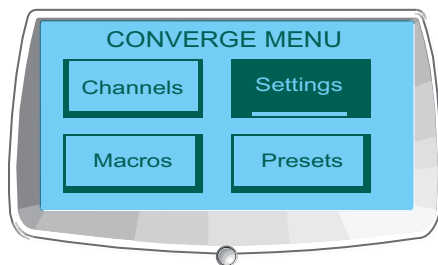 CONVERGE MENU
Channels
Settings
Macros
Presets